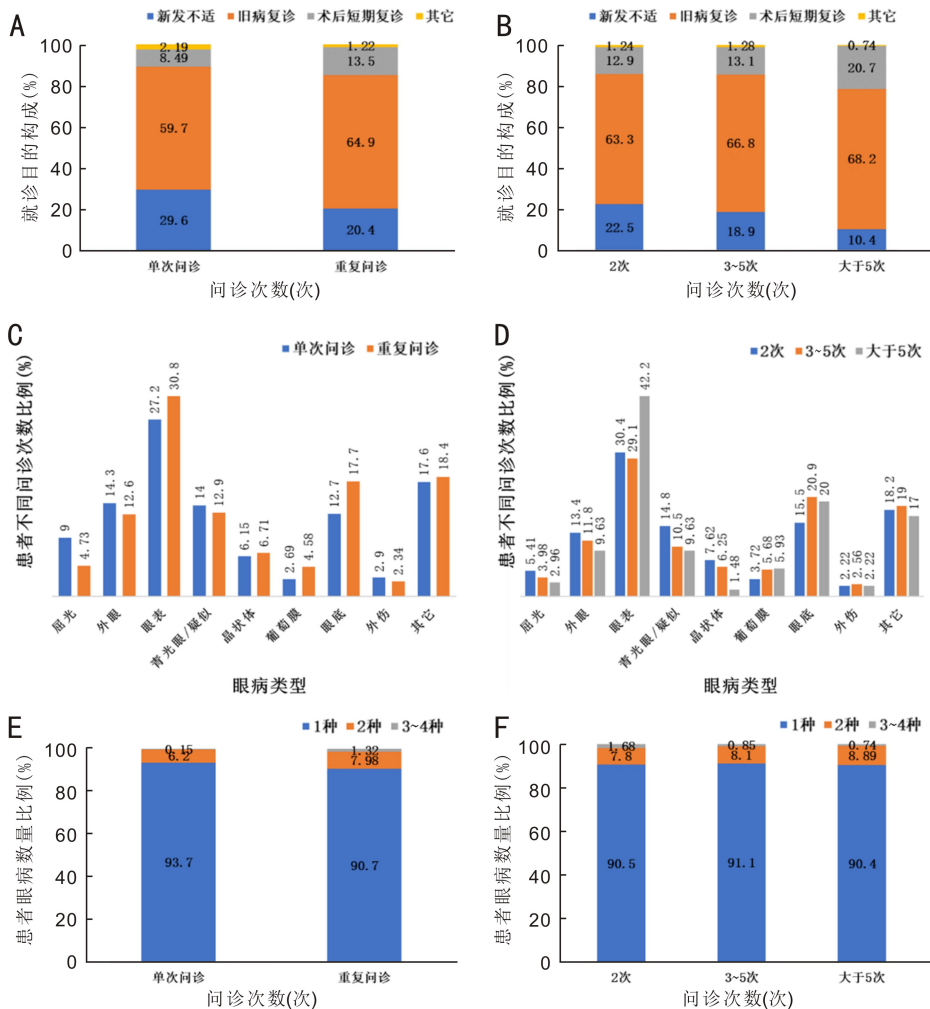 A
新发不适 旧病复诊 术后短期复诊 其它
就诊目的构成(%)
100
80
60
40
20
0
2.19
8.49
59.7
29.6
1.22
13.5
64.9
20.4
单次问诊 重复问诊
问诊次数(次)
B
新发不适 旧病复诊 术后短期复诊 其它
就诊目的构成(%)
100
80
60
40
20
0
1.24
12.9
63.3
22.5
1.28
13.1
66.8
18.9
0.74
20.7
68.2
10.4
2次 3~5次 大于5次
问诊次数(次)
C
单次问诊 重复问诊
患者不同问诊次数比例(%)
9 4.73 14.3 12.6 27.2 30.8 14 12.9 6.15 6.71 2.69 4.58 12.7 17.7 2.9 2.34 17.6 18.4
屈光 外眼 眼表 青光眼/疑似 晶状体 葡萄膜 眼底 外伤 其它
眼病类型
D
2次 3~5次 大于5次
患者不同问诊次数比例(%)
5.41 3.98 2.96 13.4 11.8 9.63 30.4 29.1 42.2 14.8 10.5 9.63 7.62 6.25 1.48 3.72 5.68 5.93 15.5 20.9 20 2.22 2.56 2.22 18.2 19 17
屈光 外眼 眼表 青光眼/疑似 晶状体 葡萄膜 眼底 外伤 其它
眼病类型
E
1种 2种 3~4种
患者眼病数量比例(%)
100
80
60
40
20
0
0.15
6.2
93.7
1.32
7.98
90.7
单次问诊 重复问诊
问诊次数(次)
F
1种 2种 3~4种
患者眼病数量比例(%)
100
80
60
40
20
0
1.68
7.8
90.5
0.85
8.1
91.1
0.74
8.89
90.4
2次 3~5次 大于5次
问诊次数(次)